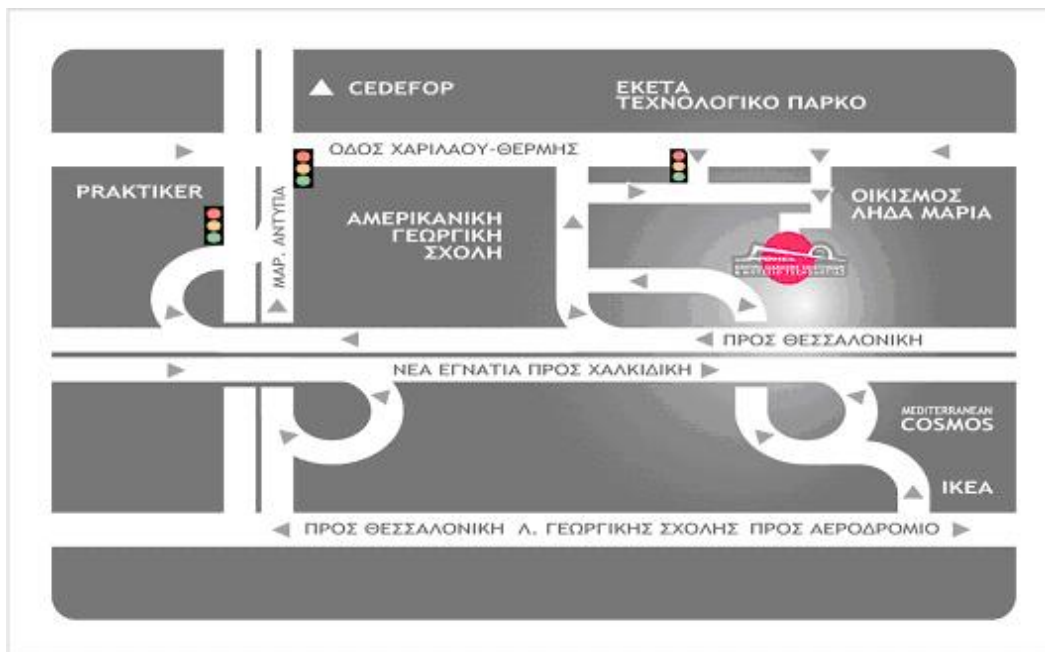 CEDEFOP
ΕΚΕΤΑ
ΤΕΧΝΟΛΟΓΙΚΟ ΠΑΡΚΟ
ΟΔΟΣ ΧΑΡΙΛΑΟΥ-ΘΕΡΜΗΣ
PRAKTIKER
ΜΑΡ. ΑΝΤΥΠΑ
ΑΜΕΡΙΚΑΝΙΚΗ
ΓΕΩΡΓΙΚΗ
ΣΧΟΛΗ
ΟΙΚΙΣΜΟΣ
ΛΗΔΑ ΜΑΡΙΑ
ΠΡΟΣ ΘΕΣΣΑΛΟΝΙΚΗ
ΝΕΑ ΕΓΝΑΤΙΑ ΠΡΟΣ ΧΑΛΚΙΔΙΚΗ
MEDITERRANEAN
COSMOS
IKEA
ΠΡΟΣ ΘΕΣΣΑΛΟΝΙΚΗ Λ. ΓΕΩΡΓΙΚΗΣ ΣΧΟΛΗΣ ΠΡΟΣ ΑΕΡΟΔΡΟΜΙΟ